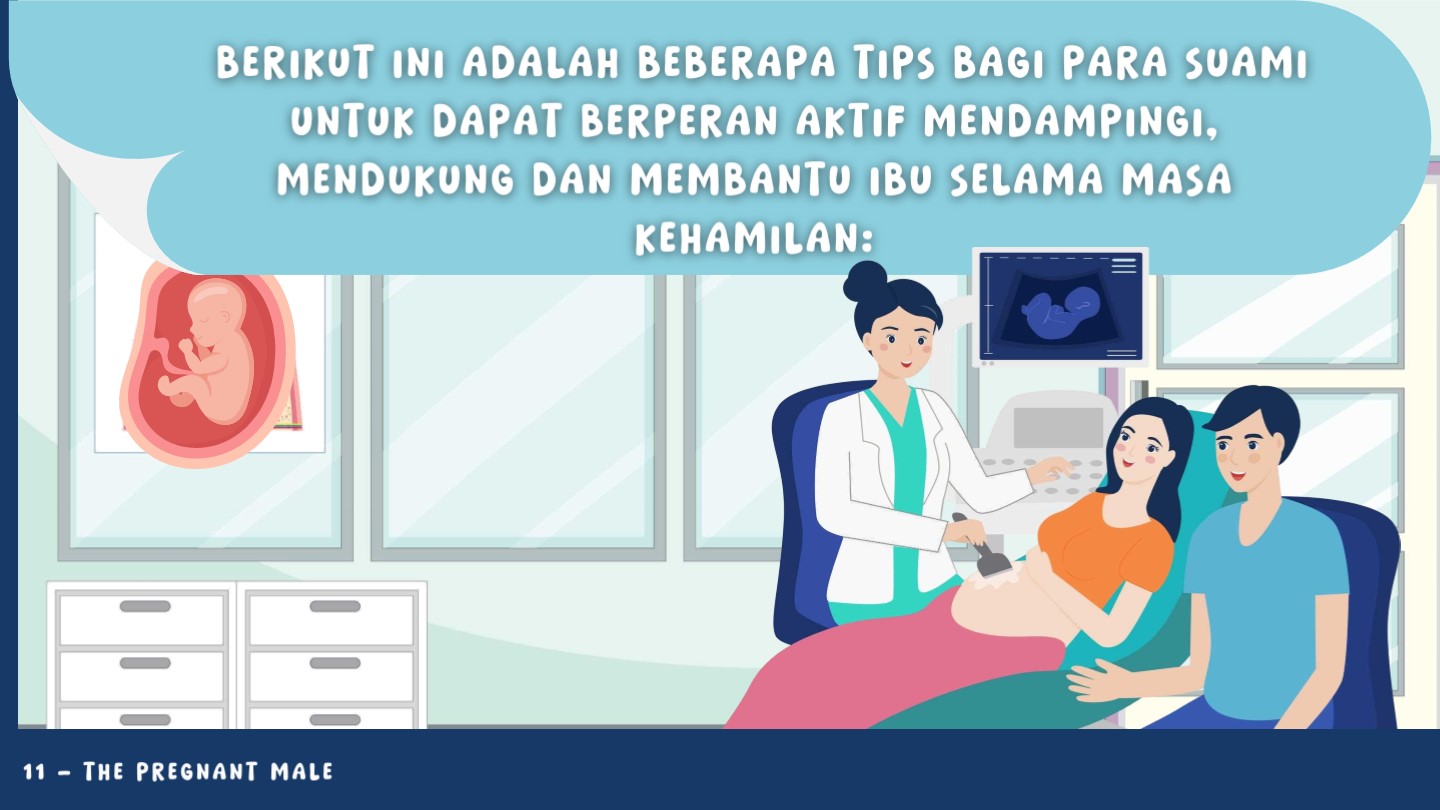 BERIKUT INI ADALAH BEBERAPA TIPS BAGI PARA SUAMI
UNTUK DAPAT BERPERAN AKTIF MENDAMPINGI,
MENDUKUNG DAN MEMBANTU IBU SELAMA MASA
KEHAMILAN:
11 – THE PREGNANT MALE